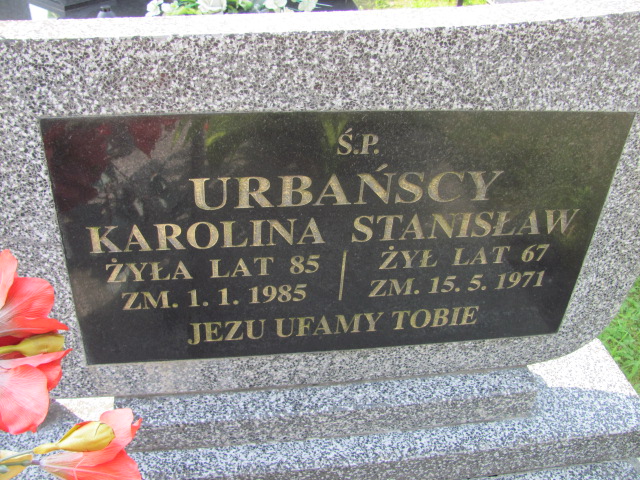 Ś.P.
URBAŃSCY
KAROLINA STANISŁAW
ŻYŁA LAT 85 ŻYŁ LAT 67
ZM. 1. 1. 1985 ZM. 15. 5. 1971
JEZU UFAMY TOBIE